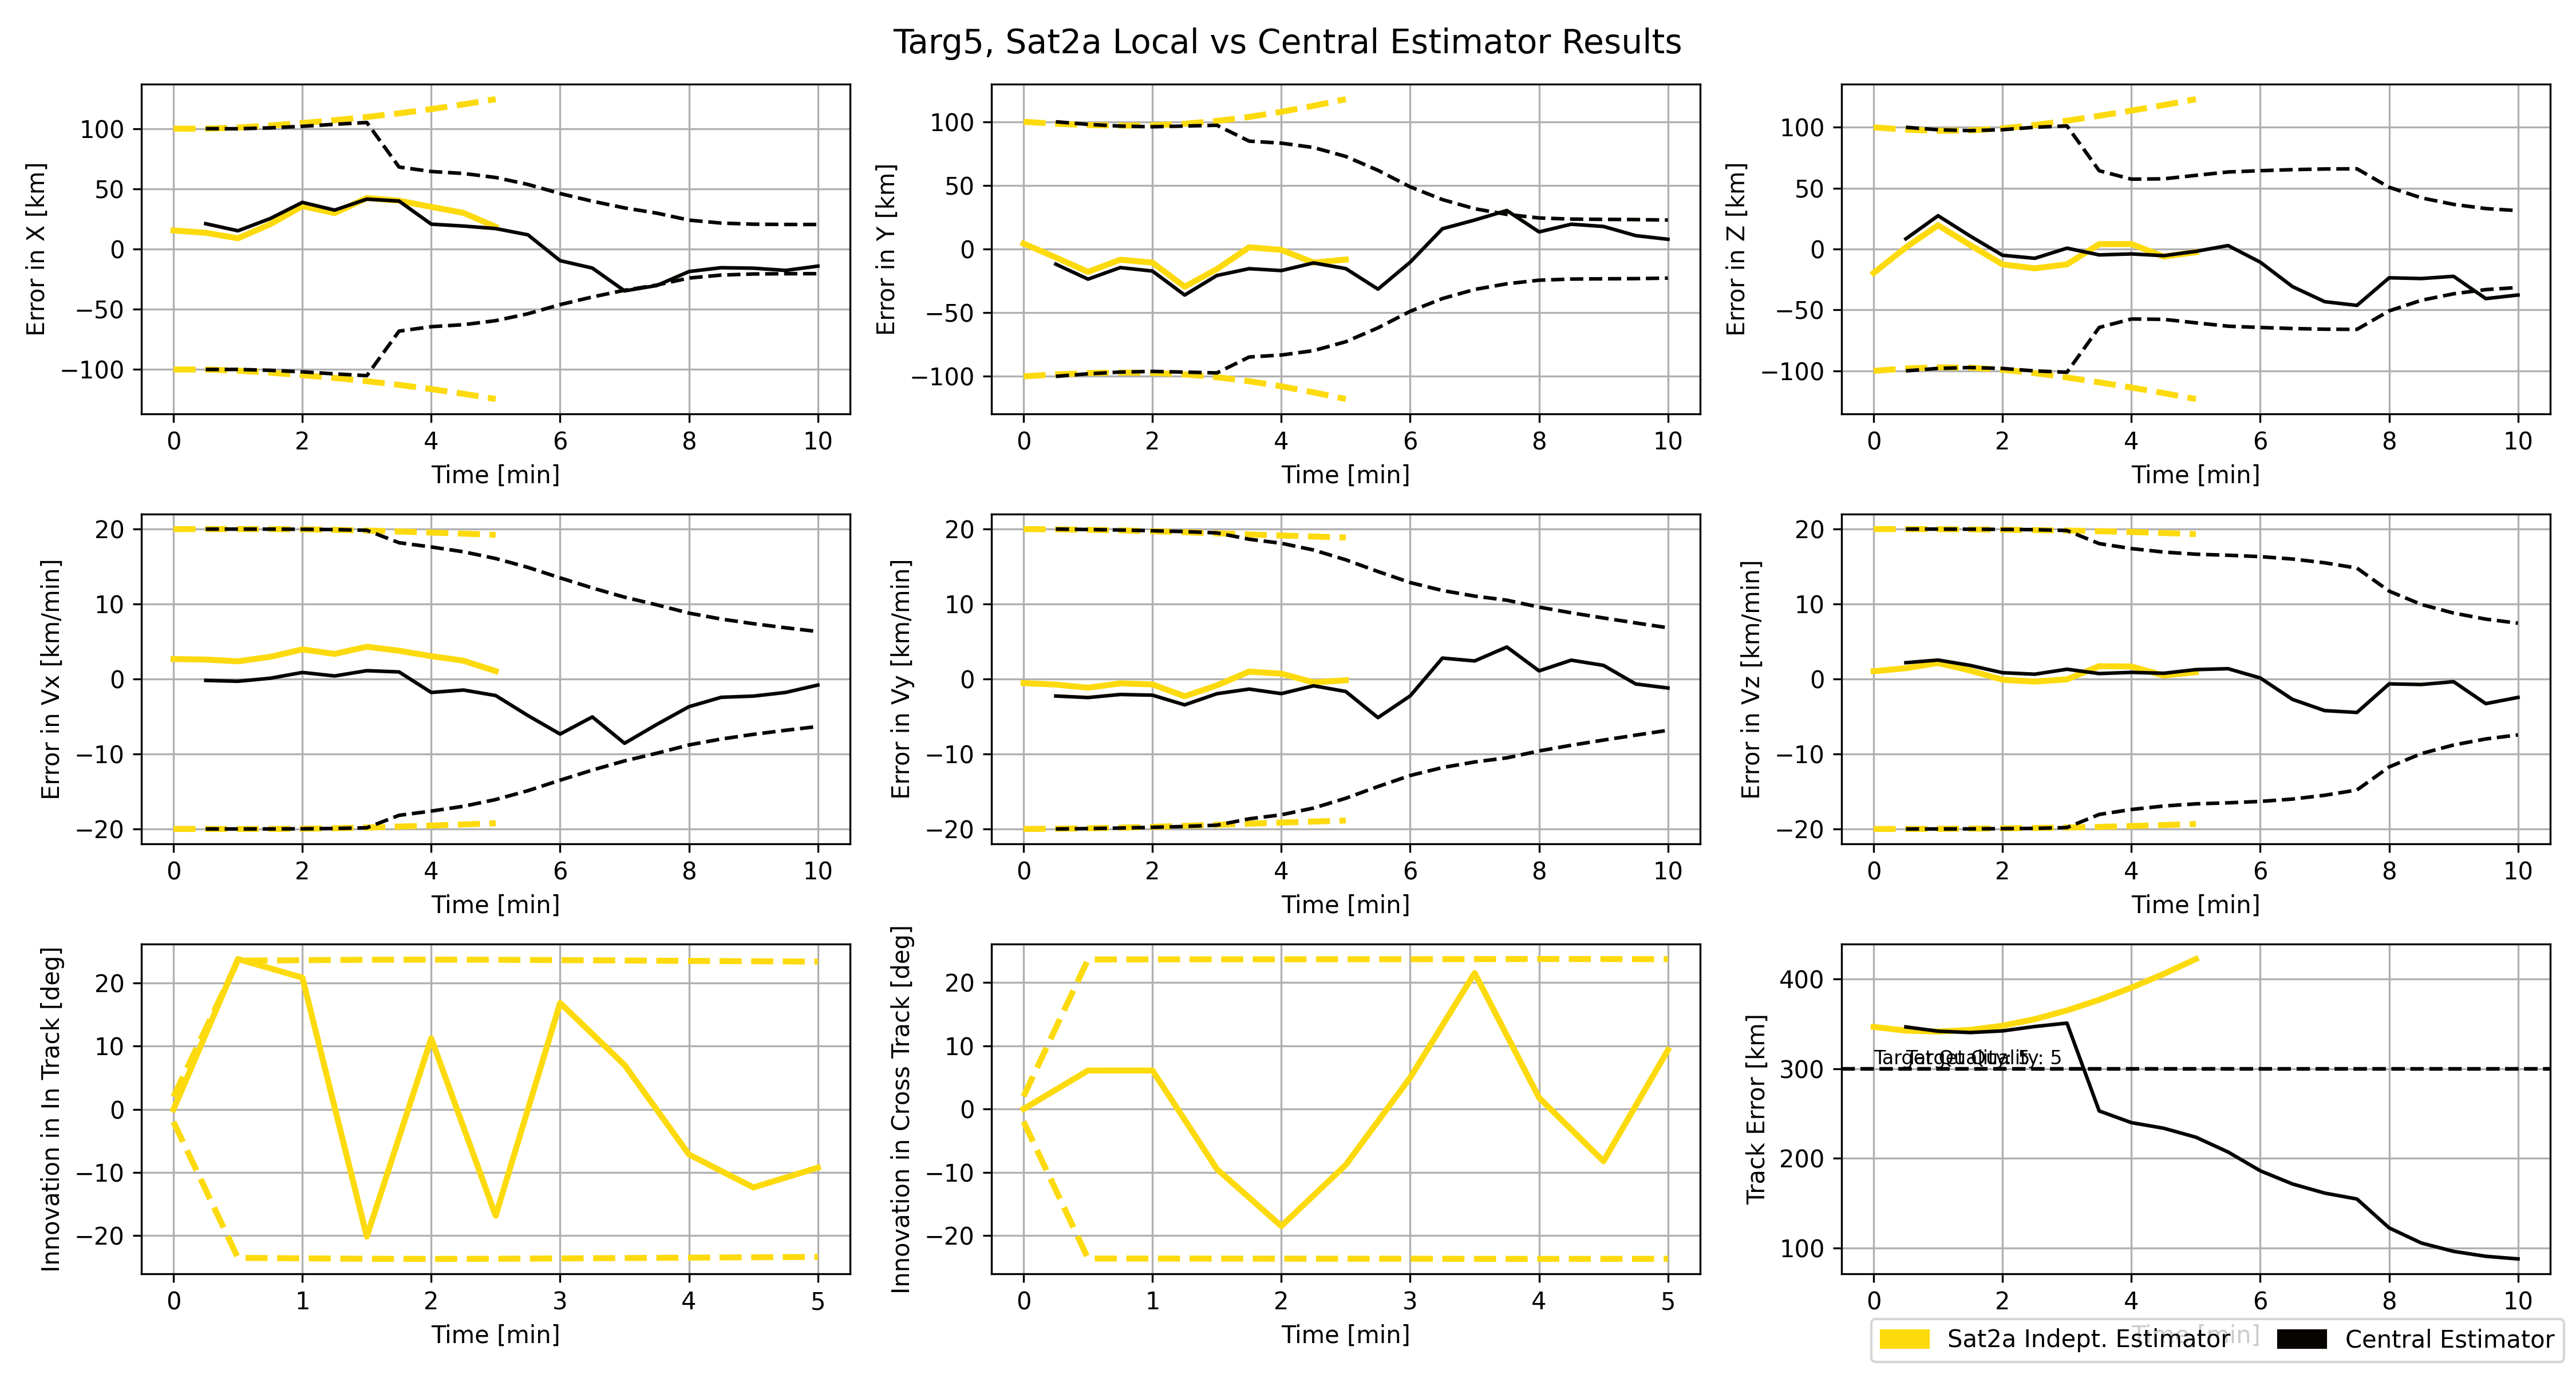 Targ5, Sat2a Local vs Central Estimator Results
Error in X [km]
100
50
0
−50
−100
0 2 4 6 8 10
Time [min]
Error in Y [km]
100
50
0
−50
−100
0 2 4 6 8 10
Time [min]
Error in Z [km]
100
50
0
−50
−100
0 2 4 6 8 10
Time [min]
Error in Vx [km/min]
20
10
0
−10
−20
0 2 4 6 8 10
Time [min]
Error in Vy [km/min]
20
10
0
−10
−20
0 2 4 6 8 10
Time [min]
Error in Vz [km/min]
20
10
0
−10
−20
0 2 4 6 8 10
Time [min]
Innovation in In Track [deg]
20
10
0
−10
−20
0 1 2 3 4 5
Time [min]
Innovation in Cross Track [deg]
20
10
0
−10
−20
0 1 2 3 4 5
Time [min]
Track Error [km]
400
300
200
100
Target Quality: 5
Target Quality: 5
0 2 4 6 8 10
Time [min]
Sat2a Indept. Estimator
Central Estimator